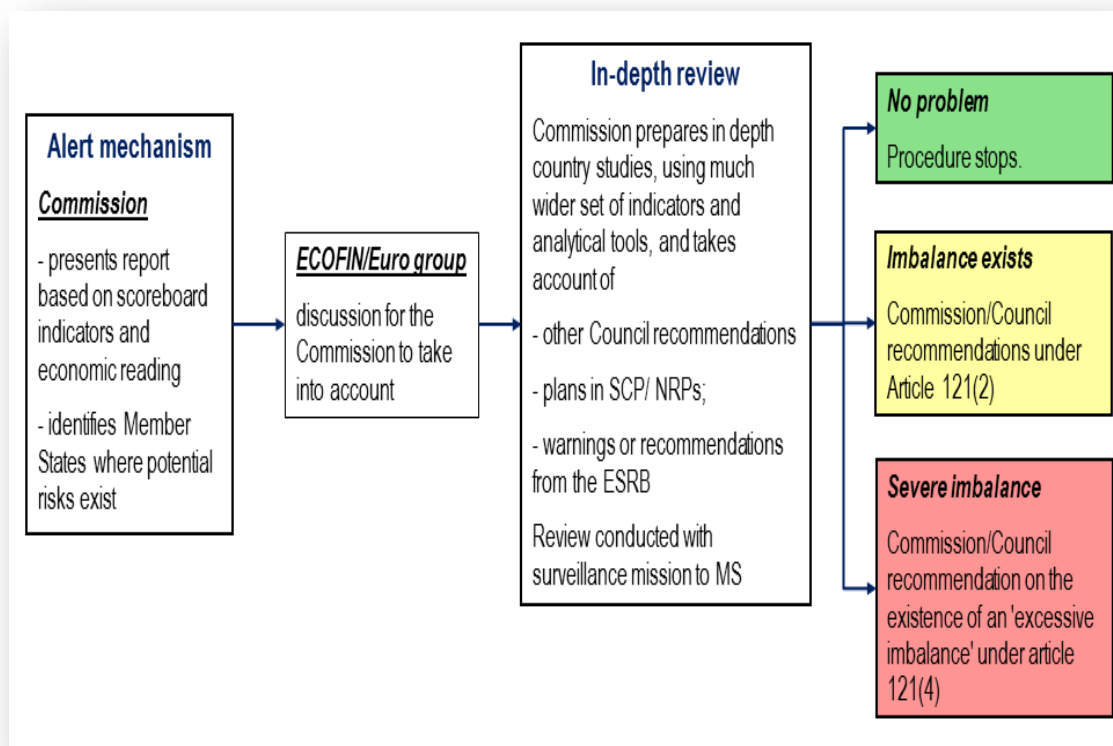 Alert mechanism
Commission
- presents report
based on scoreboard
indicators and
economic reading
- identifies Member
States where potential
risks exist
ECOFIN/Euro group
discussion for the
Commission to take
into account
In-depth review
Commission prepares in depth
country studies, using much
wider set of indicators and
analytical tools, and takes
account of
- other Council recommendations
- plans in SCP/ NRPs;
- warnings or recommendations
from the ESRB
Review conducted with
surveillance mission to MS
No problem
Procedure stops.
Imbalance exists
Commission/Council
recommendations under
Article 121(2)
Severe imbalance
Commission/Council
recommendation on the
existence of an 'excessive
imbalance' under article
121(4)